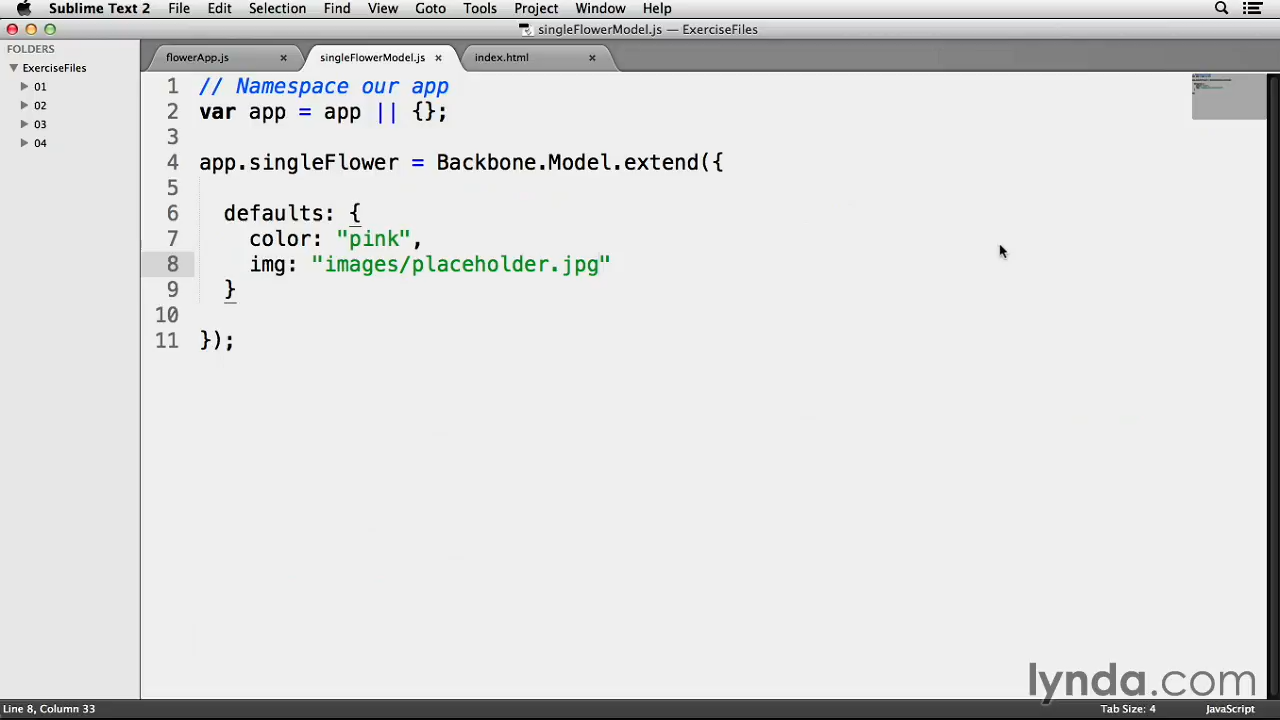 Sublime Text 2 File Edit Selection Find View Goto Tools Project Window Help
singleFlowerModel.js — ExerciseFiles
FOLDERS
ExerciseFiles
01
02
03
04
flowerApp.js × singleFlowerModel.js × index.html ×
1 // Namespace our app
2 var app = app || {};
3
4 app.singleFlower = Backbone.Model.extend({
5
6 defaults: {
7 color: "pink",
8 img: "images/placeholder.jpg"
9 }
10
11 });
lynda.com
Line 8, Column 33 Tab Size: 4 JavaScript